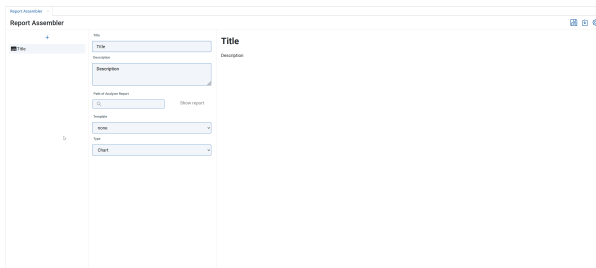 Report Assembler
Report Assembler
+
Title
Title
Title
Description
Description
Path of Analyzer Report
Show report
Template
none
Type
Chart
Title
Description